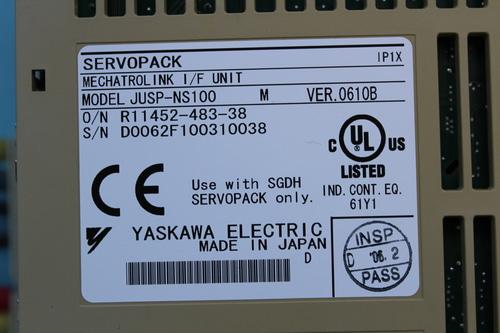 SERVOPACK IP1X
MECHATROLINK I/F UNIT
MODEL JUSP-NS100 M VER.0610B
O/N R11452-483-38
S/N D0062F100310038
C UL US
LISTED
IND. CONT. EQ.
61Y1
CE
Use with SGDH
SERVOPACK only.
YASKAWA ELECTRIC
MADE IN JAPAN
D
INSP
D '06.2
PASS